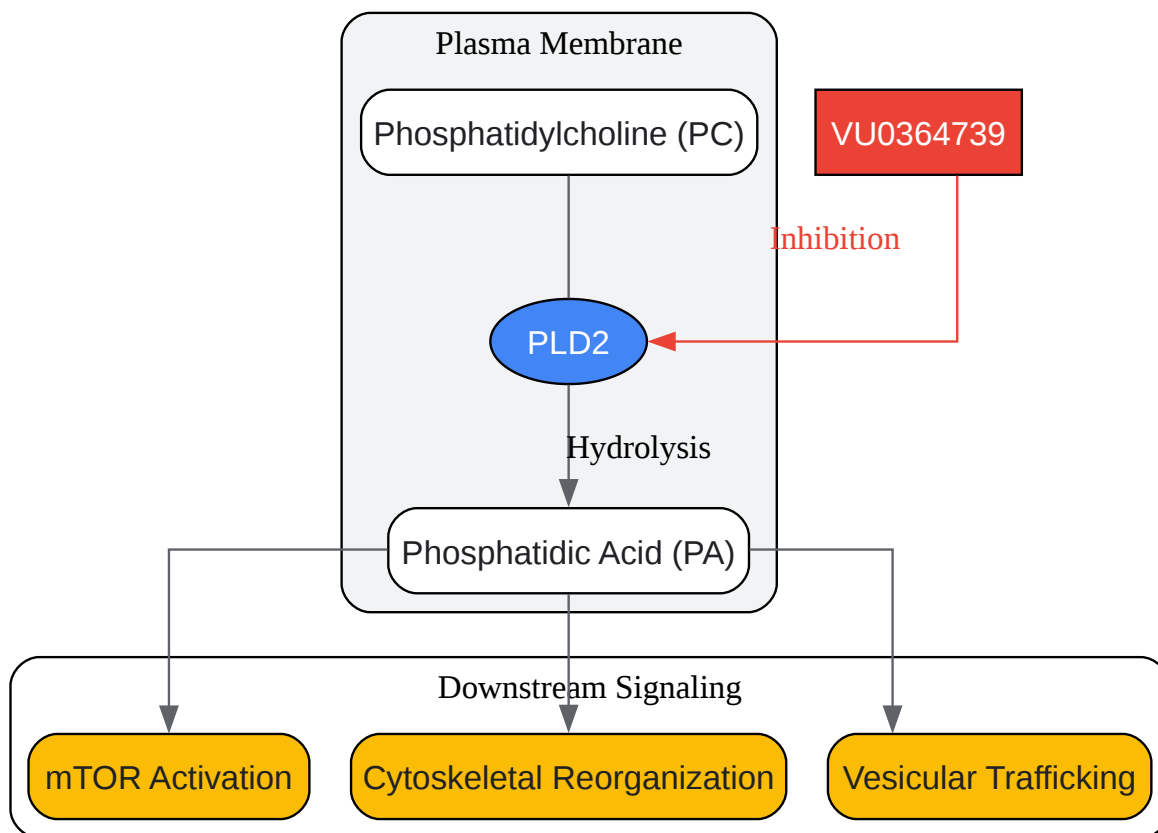 Plasma Membrane
Phosphatidylcholine (PC)
VU0364739
Inhibition
PLD2
Hydrolysis
Phosphatidic Acid (PA)
Downstream Signaling
mTOR Activation
Cytoskeletal Reorganization
Vesicular Trafficking